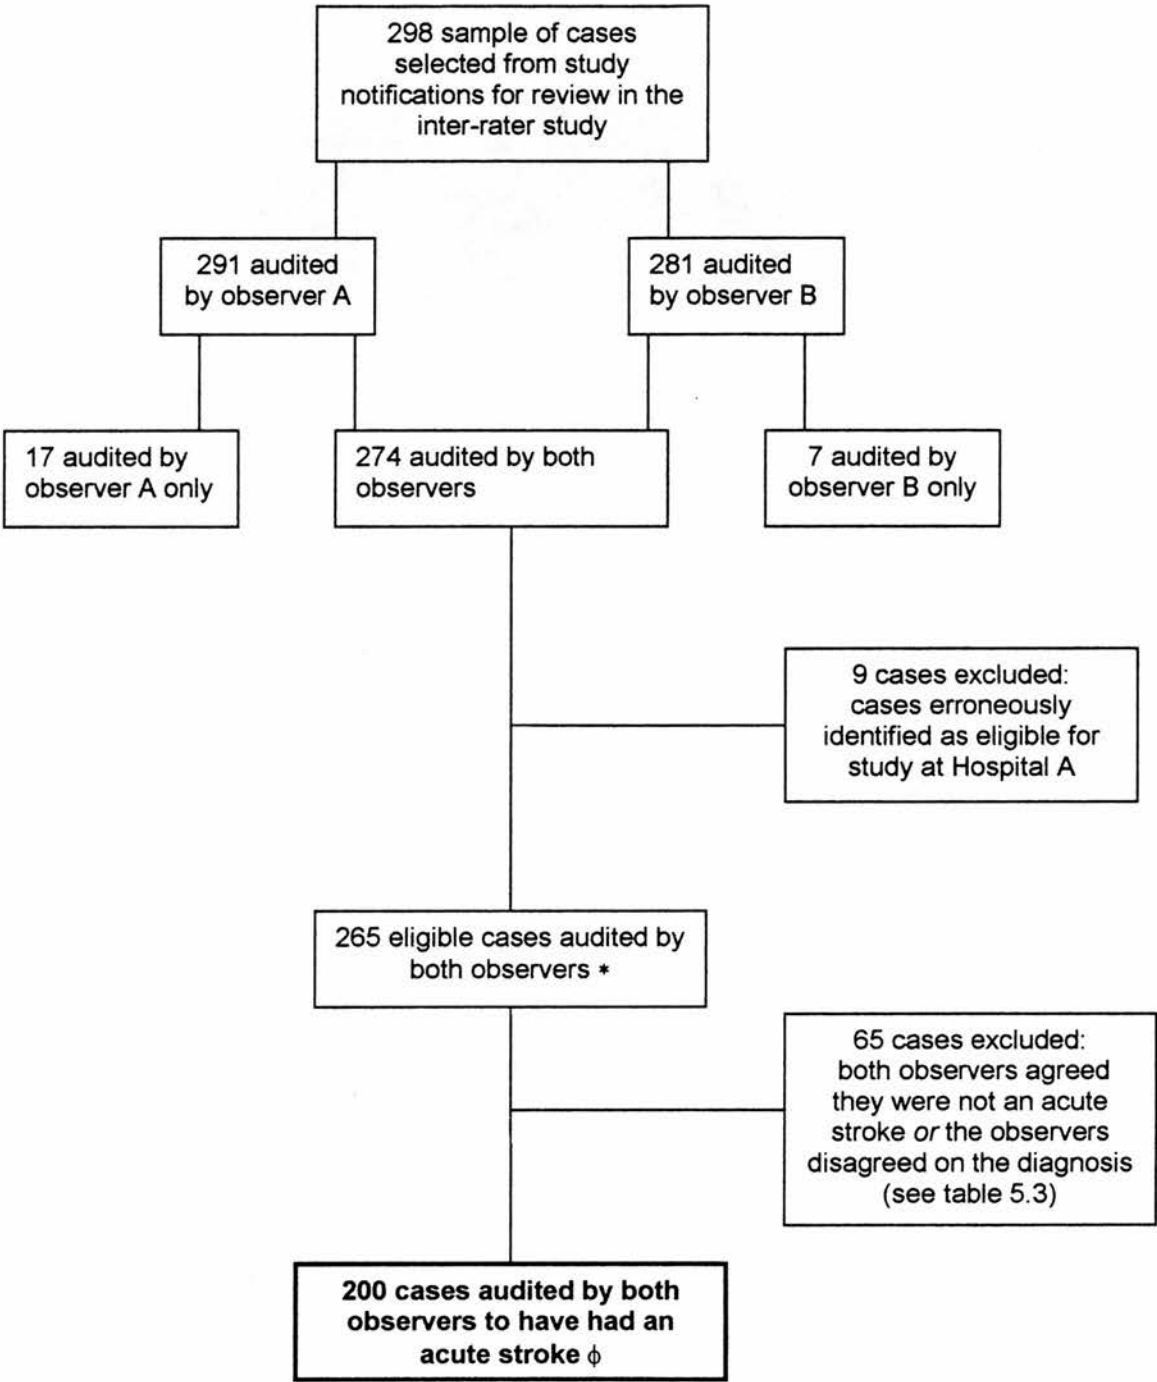 298 sample of cases
selected from study
notifications for review in the
inter-rater study
291 audited
by observer A
281 audited
by observer B
17 audited by
observer A only
274 audited by both
observers
7 audited by
observer B only
9 cases excluded:
cases erroneously
identified as eligible for
study at Hospital A
265 eligible cases audited by
both observers *
65 cases excluded:
both observers agreed
they were not an acute
stroke or the observers
disagreed on the diagnosis
(see table 5.3)
200 cases audited by both
observers to have had an
acute stroke ϕ